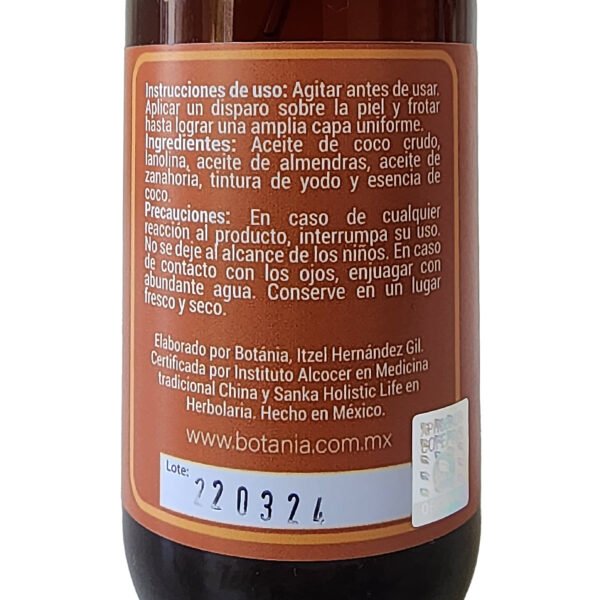 Instrucciones de uso: Agitar antes de usar.
Aplicar un disparo sobre la piel y frotar
hasta lograr una amplia capa uniforme.
Ingredientes: Aceite de coco crudo,
lanolina, aceite de almendras, aceite de
zanahoria, tintura de yodo y esencia de
coco.
Precauciones: En caso de cualquier
reacción al producto, interrumpa su uso.
No se deje al alcance de los niños. En caso
de contacto con los ojos, enjuagar con
abundante agua. Conserve en un lugar
fresco y seco.
Elaborado por Botánia, Itzel Hernández Gil.
Certificada por Instituto Alcocer en Medicina
tradicional China y Sanka Holistic Life en
Herbolaria. Hecho en México.
www.botania.com.mx
Lote:
220324